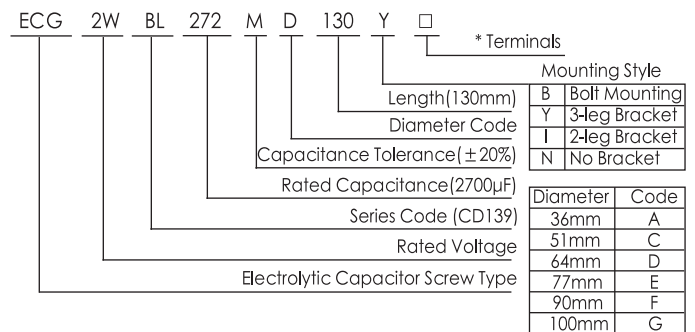 ECG 2W BL 272 M D 130 Y □
* Terminals
Mounting Style
B Bolt Mounting
Y 3-leg Bracket
I 2-leg Bracket
N No Bracket
Length(130mm)
Diameter Code
Capacitance Tolerance(±20%)
Rated Capacitance(2700µF)
Series Code (CD139)
Rated Voltage
Electrolytic Capacitor Screw Type
Diameter Code
36mm A
51mm C
64mm D
77mm E
90mm F
100mm G